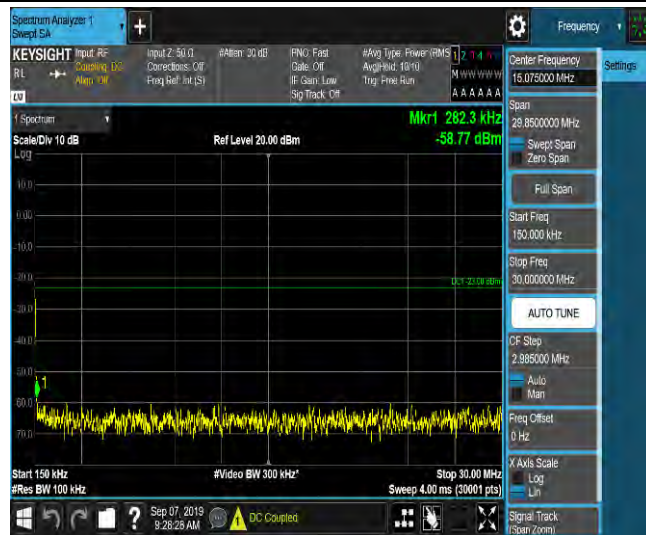 Spectrum Analyzer 1
Swept SA
Frequency
KEYSIGHT
RL
Input: RF
Coupling: DC
Align: Off
Input Z: 50 Ω
Corrections: Off
Freq Ref: Int (S)
#Atten: 30 dB
PNO: Fast
Gate: Off
IF Gain: Low
Sig Track: Off
#Avg Type: Power (RMS
Avg|Hold: 10/10
Trig: Free Run
M W W W W W
A A A A A A
LXI
1 Spectrum
Scale/Div 10 dB
Log
Ref Level 20.00 dBm
Mkr1 282.3 kHz
-58.77 dBm
10.0
0.00
-10.0
-20.0
DL1 -23.00 dBm
-30.0
-40.0
-50.0
1
-60.0
-70.0
Start 150 kHz
#Res BW 100 kHz
#Video BW 300 kHz*
Stop 30.00 MHz
Sweep 4.00 ms (30001 pts)
Center Frequency
15.075000 MHz
Settings
Span
29.8500000 MHz
Swept Span
Zero Span
Full Span
Start Freq
150.000 kHz
Stop Freq
30.000000 MHz
AUTO TUNE
CF Step
2.985000 MHz
Auto
Man
Freq Offset
0 Hz
X Axis Scale
Log
Lin
Signal Track
(Span Zoom)
Sep 07, 2019
9:28:28 AM
DC Coupled